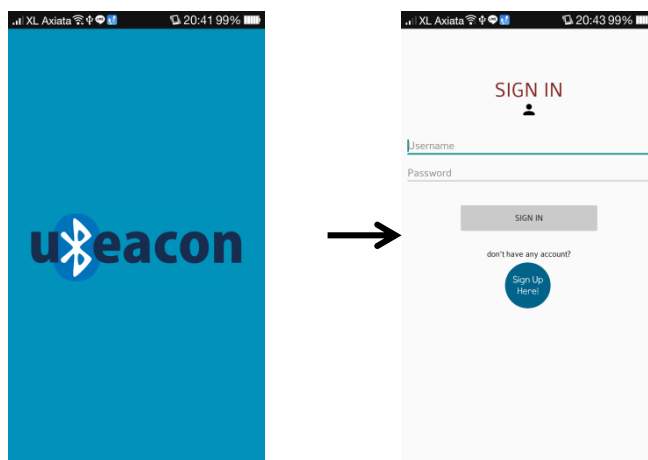 XL Axiata 20:41 99%
uBeacon
XL Axiata 20:43 99%
SIGN IN
Username
Password
SIGN IN
don't have any account?
Sign Up
Here!